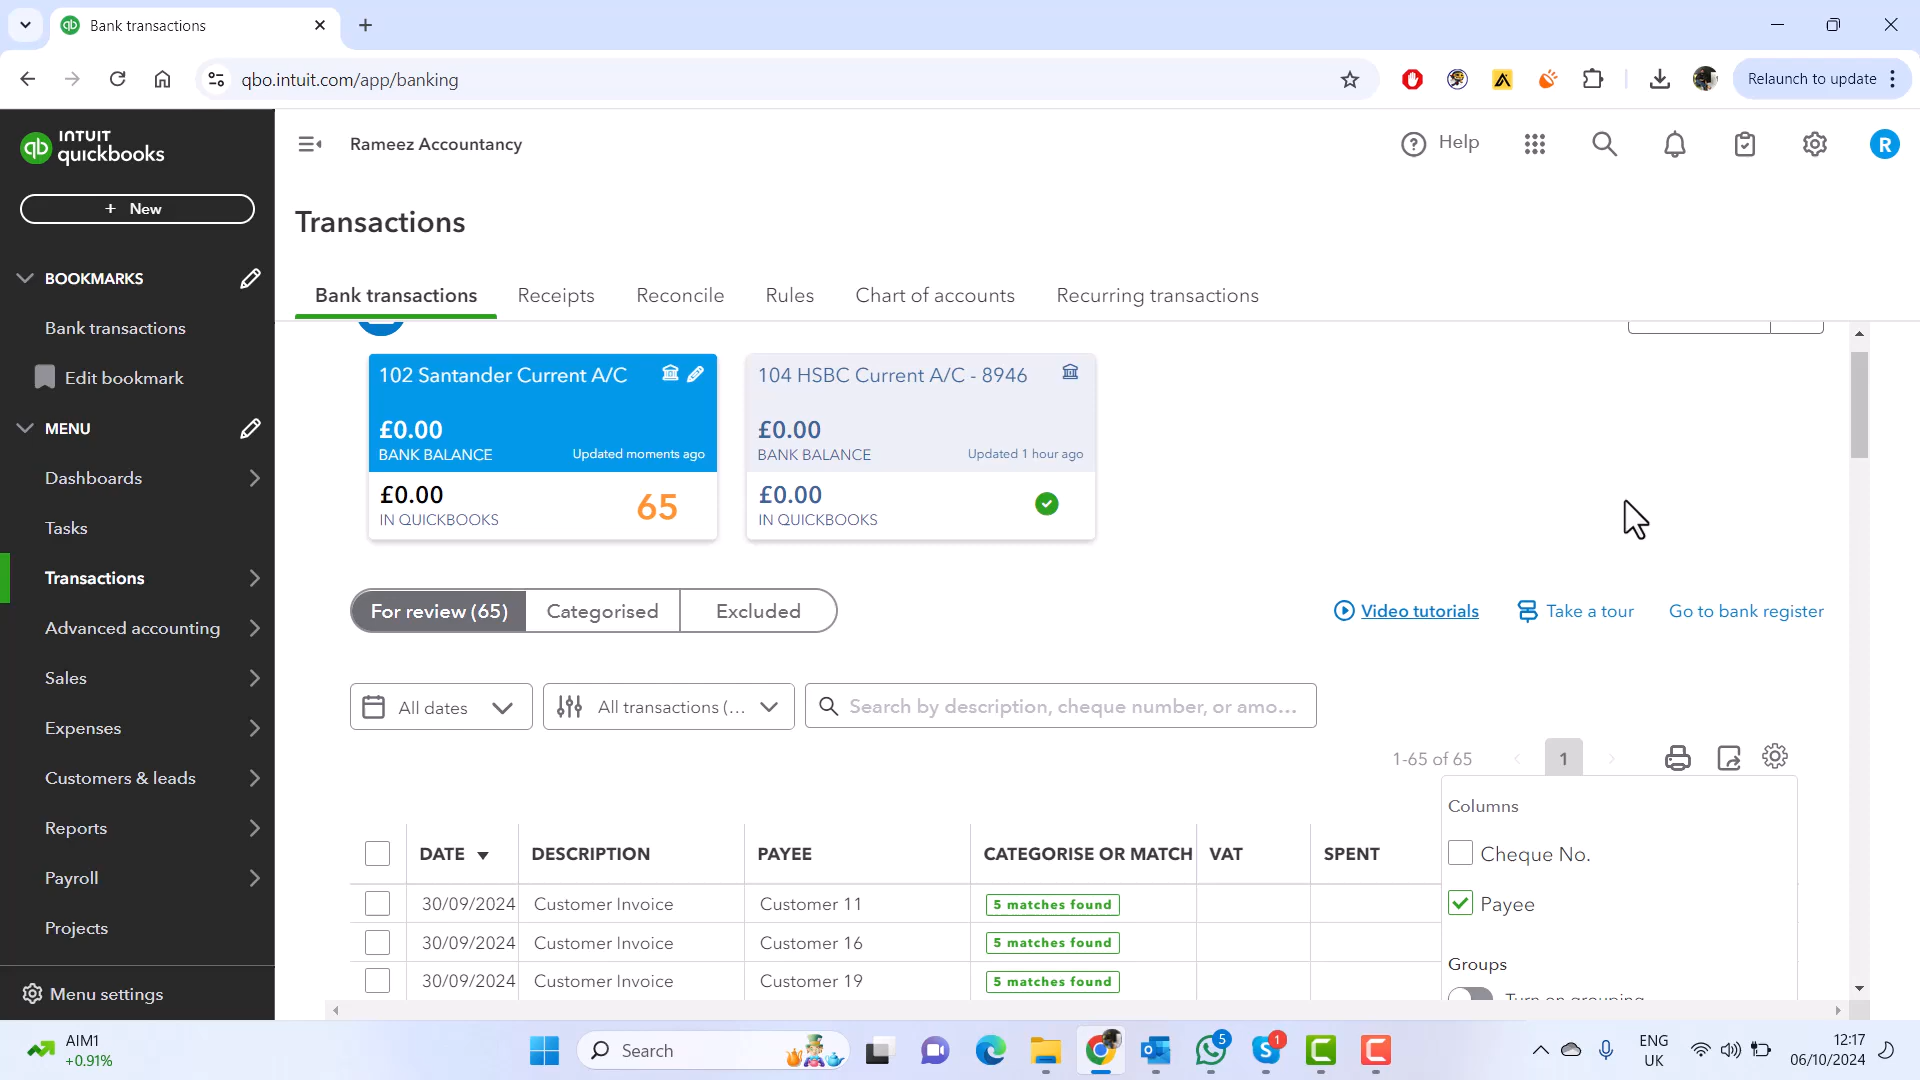 Bank transactions
qbo.intuit.com/app/banking
Relaunch to update
INTUIT
quickbooks
Rameez Accountancy
Help
R
+ New
Transactions
BOOKMARKS
Bank transactions
Edit bookmark
MENU
Dashboards
Tasks
Transactions
Advanced accounting
Sales
Expenses
Customers & leads
Reports
Payroll
Projects
Menu settings
Bank transactions
Receipts
Reconcile
Rules
Chart of accounts
Recurring transactions
102 Santander Current A/C
£0.00
BANK BALANCE
Updated moments ago
£0.00
IN QUICKBOOKS
65
104 HSBC Current A/C - 8946
£0.00
BANK BALANCE
Updated 1 hour ago
£0.00
IN QUICKBOOKS
For review (65)
Categorised
Excluded
Video tutorials
Take a tour
Go to bank register
All dates
All transactions (...
Search by description, cheque number, or amo...
1-65 of 65
1
Columns
Cheque No.
Payee
Groups
Turn on grouping
DATE DESCRIPTION PAYEE CATEGORISE OR MATCH VAT SPENT
30/09/2024 Customer Invoice Customer 11 5 matches found
30/09/2024 Customer Invoice Customer 16 5 matches found
30/09/2024 Customer Invoice Customer 19 5 matches found
AIM1
+0.91%
Search
5
1
ENG
UK
12:17
06/10/2024